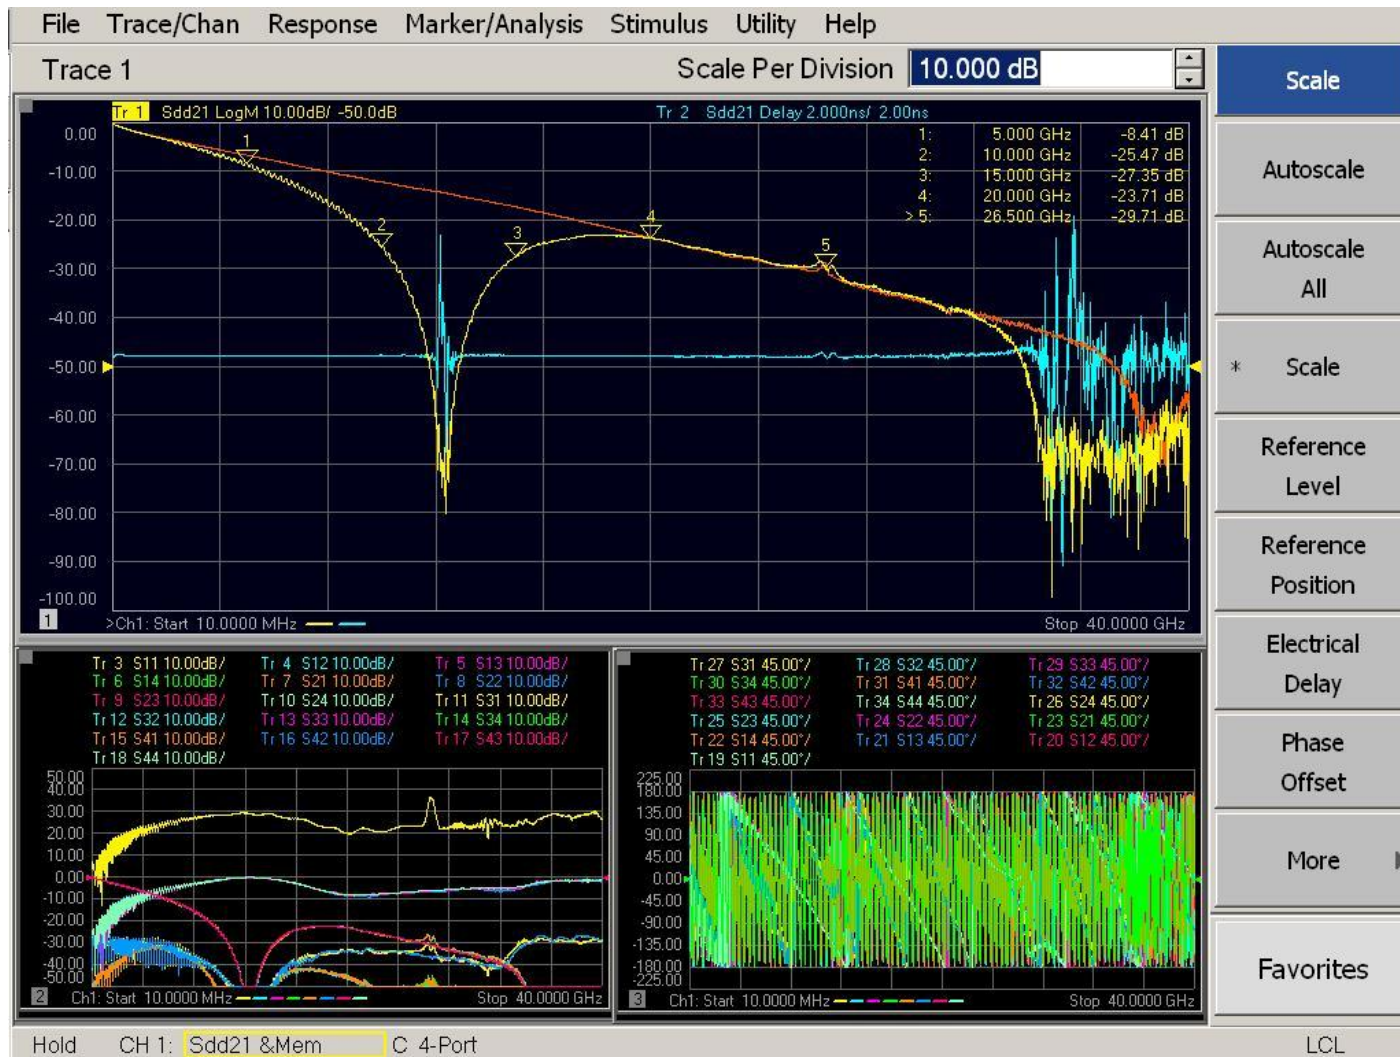 File Trace/Chan Response Marker/Analysis Stimulus Utility Help
Trace 1 Scale Per Division 10.000 dB
Tr 1 Sdd21 LogM 10.00dB/ -50.0dB Tr 2 Sdd21 Delay 2.000ns/ 2.00ns
1: 5.000 GHz -8.41 dB
2: 10.000 GHz -25.47 dB
3: 15.000 GHz -27.35 dB
4: 20.000 GHz -23.71 dB
> 5: 26.500 GHz -29.71 dB
0.00
-10.00
-20.00
-30.00
-40.00
-50.00
-60.00
-70.00
-80.00
-90.00
-100.00
1
2
3
4
5
1 >Ch1: Start 10.0000 MHz Stop 40.0000 GHz
Tr 3 S11 10.00dB/ Tr 4 S12 10.00dB/ Tr 5 S13 10.00dB/
Tr 6 S14 10.00dB/ Tr 7 S21 10.00dB/ Tr 8 S22 10.00dB/
Tr 9 S23 10.00dB/ Tr 10 S24 10.00dB/ Tr 11 S31 10.00dB/
Tr 12 S32 10.00dB/ Tr 13 S33 10.00dB/ Tr 14 S34 10.00dB/
Tr 15 S41 10.00dB/ Tr 16 S42 10.00dB/ Tr 17 S43 10.00dB/
Tr 18 S44 10.00dB/
50.00
40.00
30.00
20.00
10.00
0.00
-10.00
-20.00
-30.00
-40.00
-50.00
2 Ch1: Start 10.0000 MHz Stop 40.0000 GHz
Tr 27 S31 45.00°/ Tr 28 S32 45.00°/ Tr 29 S33 45.00°/
Tr 30 S34 45.00°/ Tr 31 S41 45.00°/ Tr 32 S42 45.00°/
Tr 33 S43 45.00°/ Tr 34 S44 45.00°/ Tr 26 S24 45.00°/
Tr 25 S23 45.00°/ Tr 24 S22 45.00°/ Tr 23 S21 45.00°/
Tr 22 S14 45.00°/ Tr 21 S13 45.00°/ Tr 20 S12 45.00°/
Tr 19 S11 45.00°/
225.00
180.00
135.00
90.00
45.00
0.00
-45.00
-90.00
-135.00
-180.00
-225.00
3 Ch1: Start 10.0000 MHz Stop 40.0000 GHz
Scale
Autoscale
Autoscale
All
* Scale
Reference
Level
Reference
Position
Electrical
Delay
Phase
Offset
More
Favorites
Hold CH 1: Sdd21 &Mem C 4-Port LCL